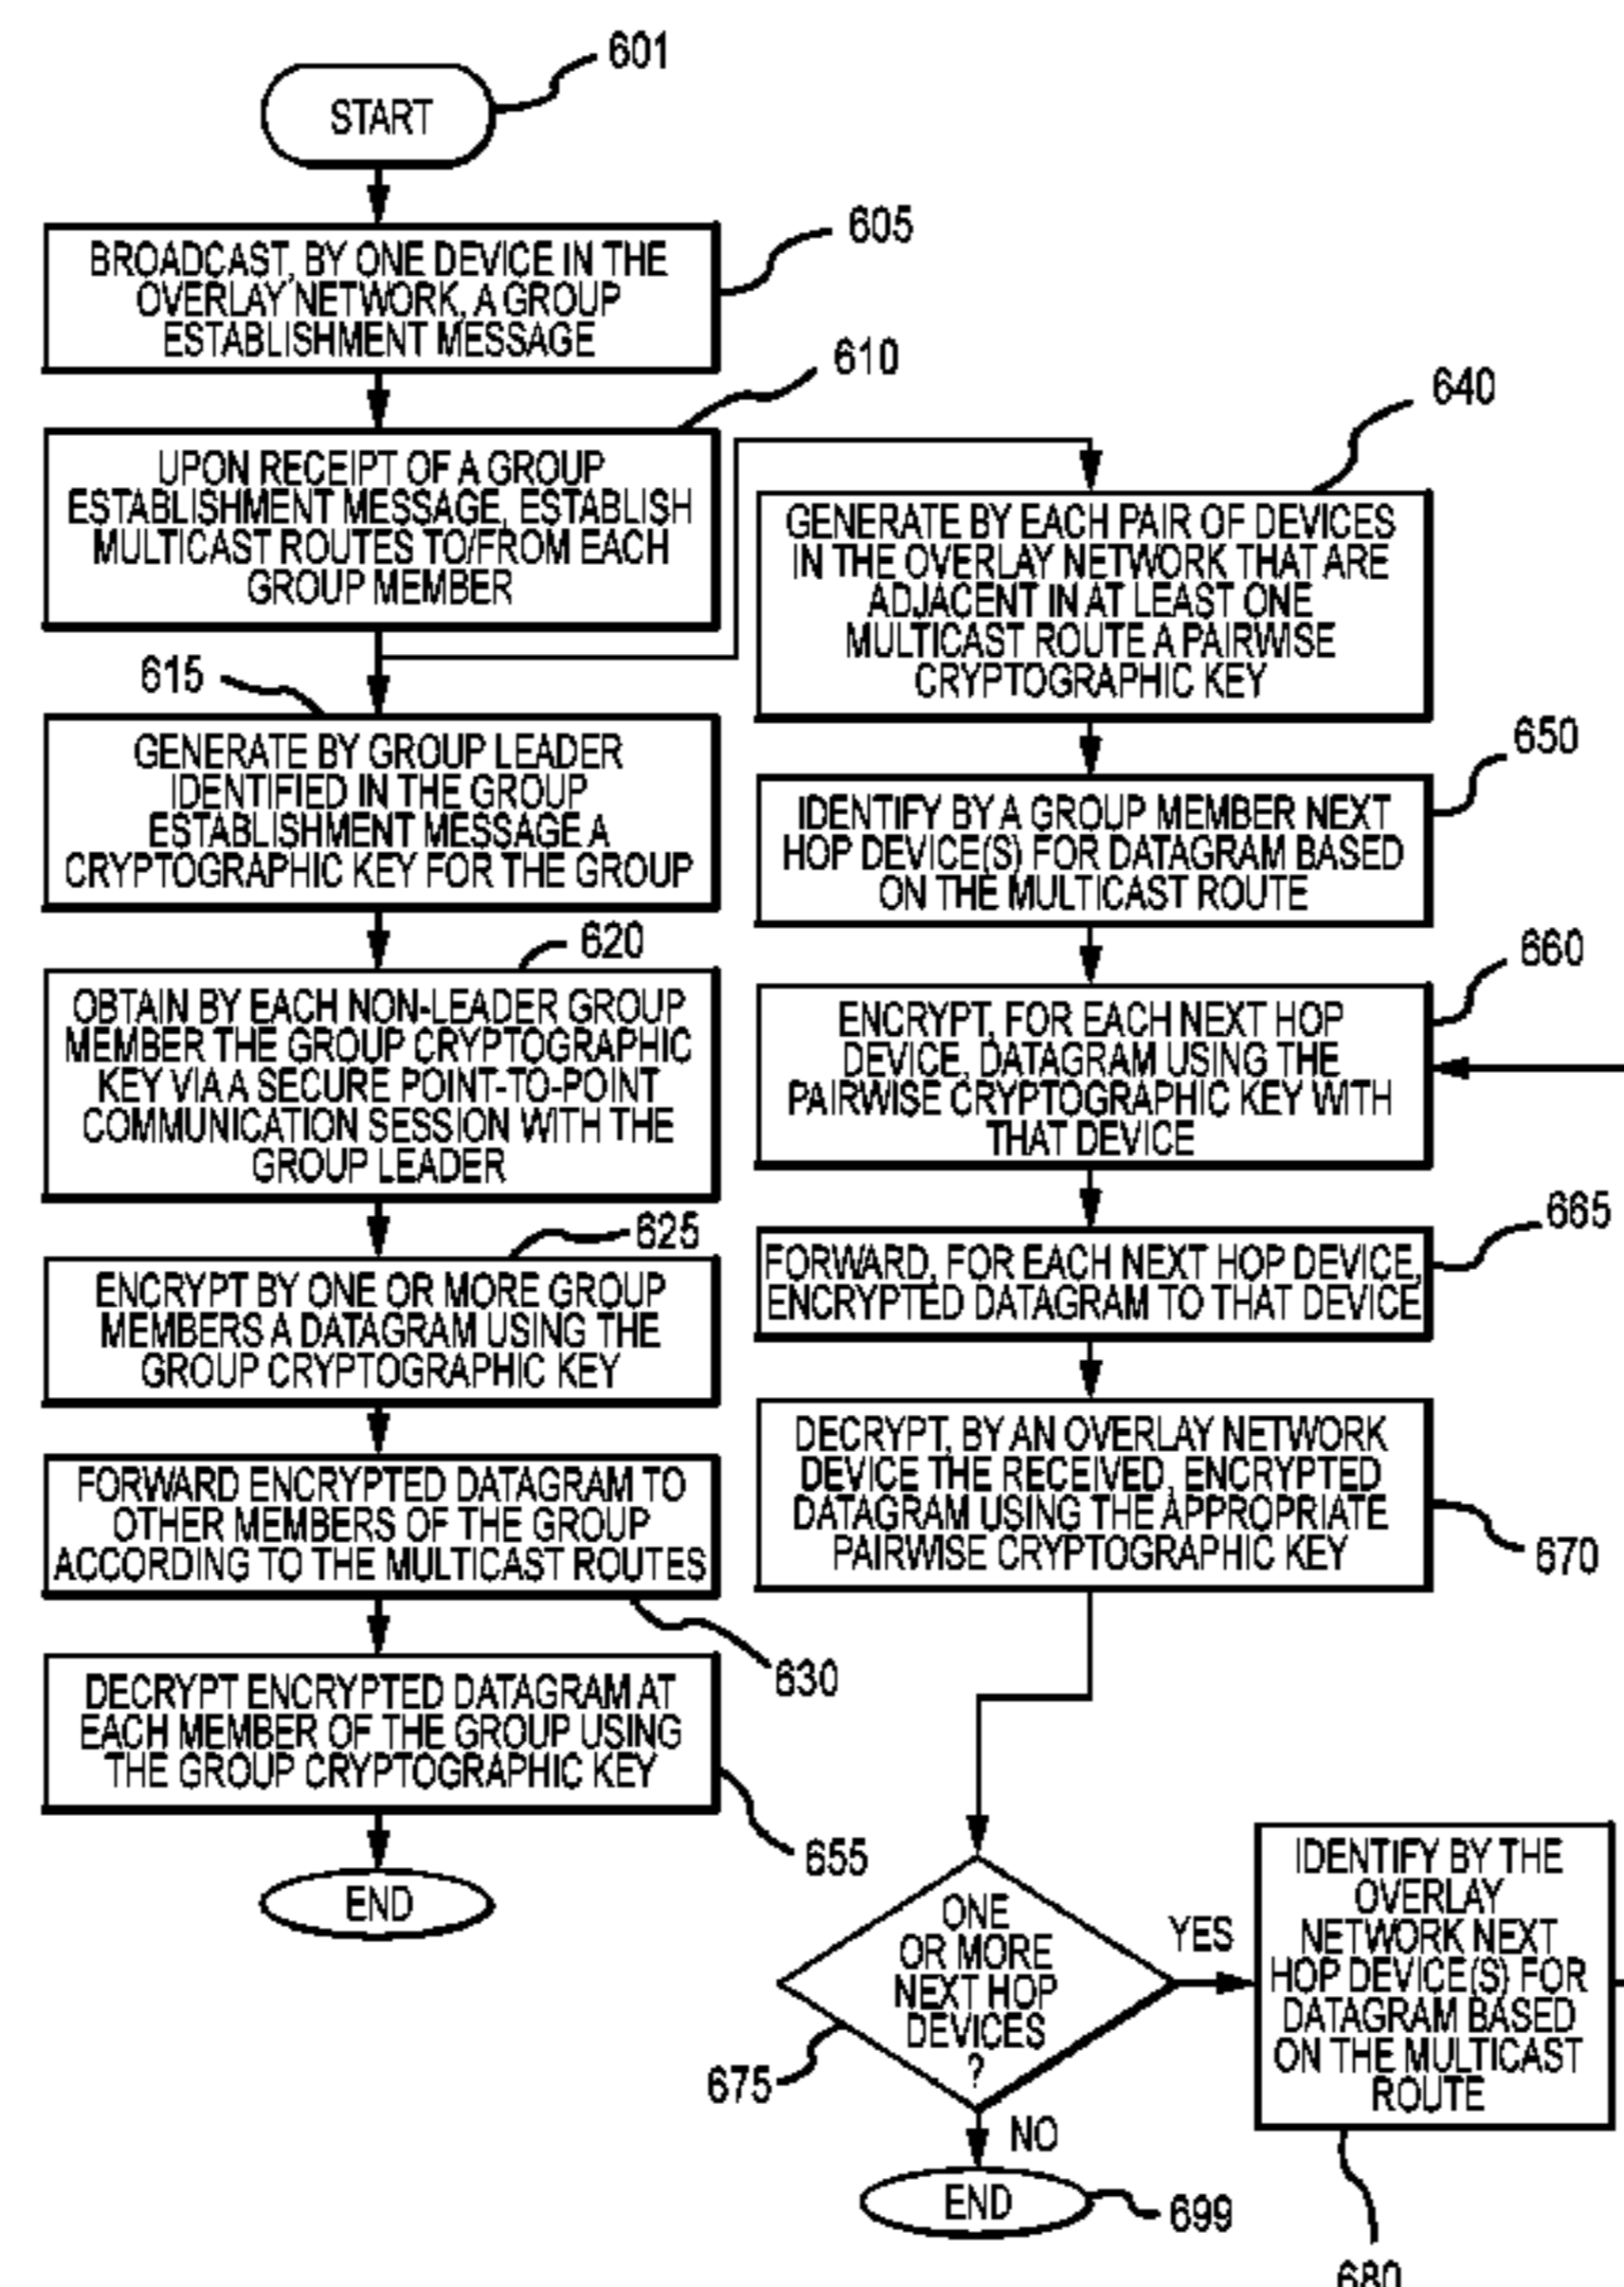 601
START
605
BROADCAST, BY ONE DEVICE IN THE
OVERLAY NETWORK, A GROUP
ESTABLISHMENT MESSAGE
610
UPON RECEIPT OF A GROUP
ESTABLISHMENT MESSAGE, ESTABLISH
MULTICAST ROUTES TO/FROM EACH
GROUP MEMBER
615
GENERATE BY GROUP LEADER
IDENTIFIED IN THE GROUP
ESTABLISHMENT MESSAGE A
CRYPTOGRAPHIC KEY FOR THE GROUP
620
OBTAIN BY EACH NON-LEADER GROUP
MEMBER THE GROUP CRYPTOGRAPHIC
KEY VIA A SECURE POINT-TO-POINT
COMMUNICATION SESSION WITH THE
GROUP LEADER
625
ENCRYPT BY ONE OR MORE GROUP
MEMBERS A DATAGRAM USING THE
GROUP CRYPTOGRAPHIC KEY
FORWARD ENCRYPTED DATAGRAM TO
OTHER MEMBERS OF THE GROUP
ACCORDING TO THE MULTICAST ROUTES
630
DECRYPT ENCRYPTED DATAGRAM AT
EACH MEMBER OF THE GROUP USING
THE GROUP CRYPTOGRAPHIC KEY
655
END
640
GENERATE BY EACH PAIR OF DEVICES
IN THE OVERLAY NETWORK THAT ARE
ADJACENT IN AT LEAST ONE
MULTICAST ROUTE A PAIRWISE
CRYPTOGRAPHIC KEY
650
IDENTIFY BY A GROUP MEMBER NEXT
HOP DEVICE(S) FOR DATAGRAM BASED
ON THE MULTICAST ROUTE
660
ENCRYPT, FOR EACH NEXT HOP
DEVICE, DATAGRAM USING THE
PAIRWISE CRYPTOGRAPHIC KEY WITH
THAT DEVICE
665
FORWARD, FOR EACH NEXT HOP DEVICE,
ENCRYPTED DATAGRAM TO THAT DEVICE
DECRYPT, BY AN OVERLAY NETWORK
DEVICE THE RECEIVED, ENCRYPTED
DATAGRAM USING THE APPROPRIATE
PAIRWISE CRYPTOGRAPHIC KEY
670
ONE
OR MORE
NEXT HOP
DEVICES
?
675
YES
NO
IDENTIFY BY THE
OVERLAY
NETWORK NEXT
HOP DEVICE(S) FOR
DATAGRAM BASED
ON THE MULTICAST
ROUTE
END
699
680